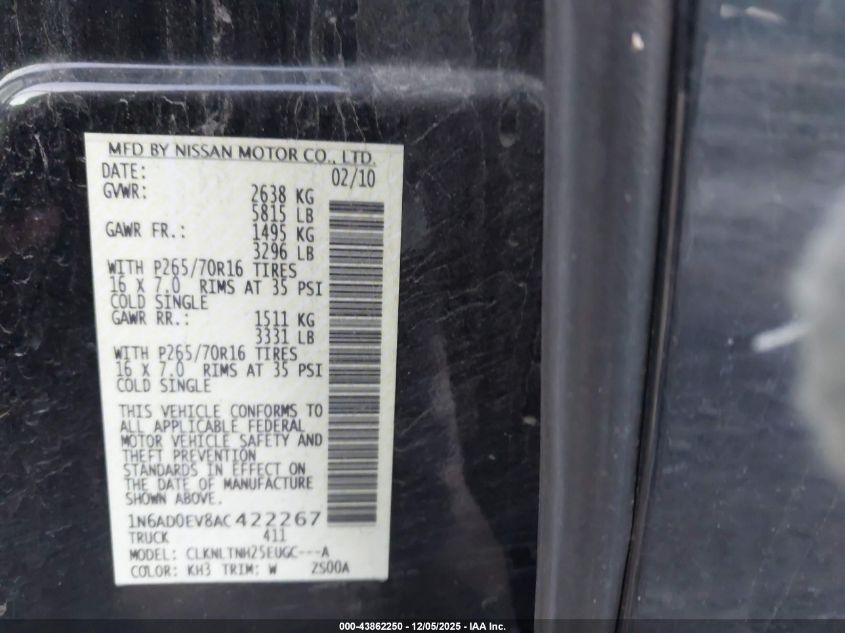 MFD BY NISSAN MOTOR CO., LTD.
DATE: 02/10
GVWR: 2638 KG
5815 LB
GAWR FR.: 1495 KG
3296 LB
WITH P265/70R16 TIRES
16 X 7.0 RIMS AT 35 PSI
COLD SINGLE
GAWR RR.: 1511 KG
3331 LB
WITH P265/70R16 TIRES
16 X 7.0 RIMS AT 35 PSI
COLD SINGLE
THIS VEHICLE CONFORMS TO
ALL APPLICABLE FEDERAL
MOTOR VEHICLE SAFETY AND
THEFT PREVENTION
STANDARDS IN EFFECT ON
THE DATE OF MANUFACTURE
SHOWN ABOVE.
1N6AD0EV8AC422267
TRUCK 411
MODEL: CLKNLTNH25EUGC---A
COLOR: KH3 TRIM: W ZS00A
000-43862250 - 12/05/2025 - IAA Inc.